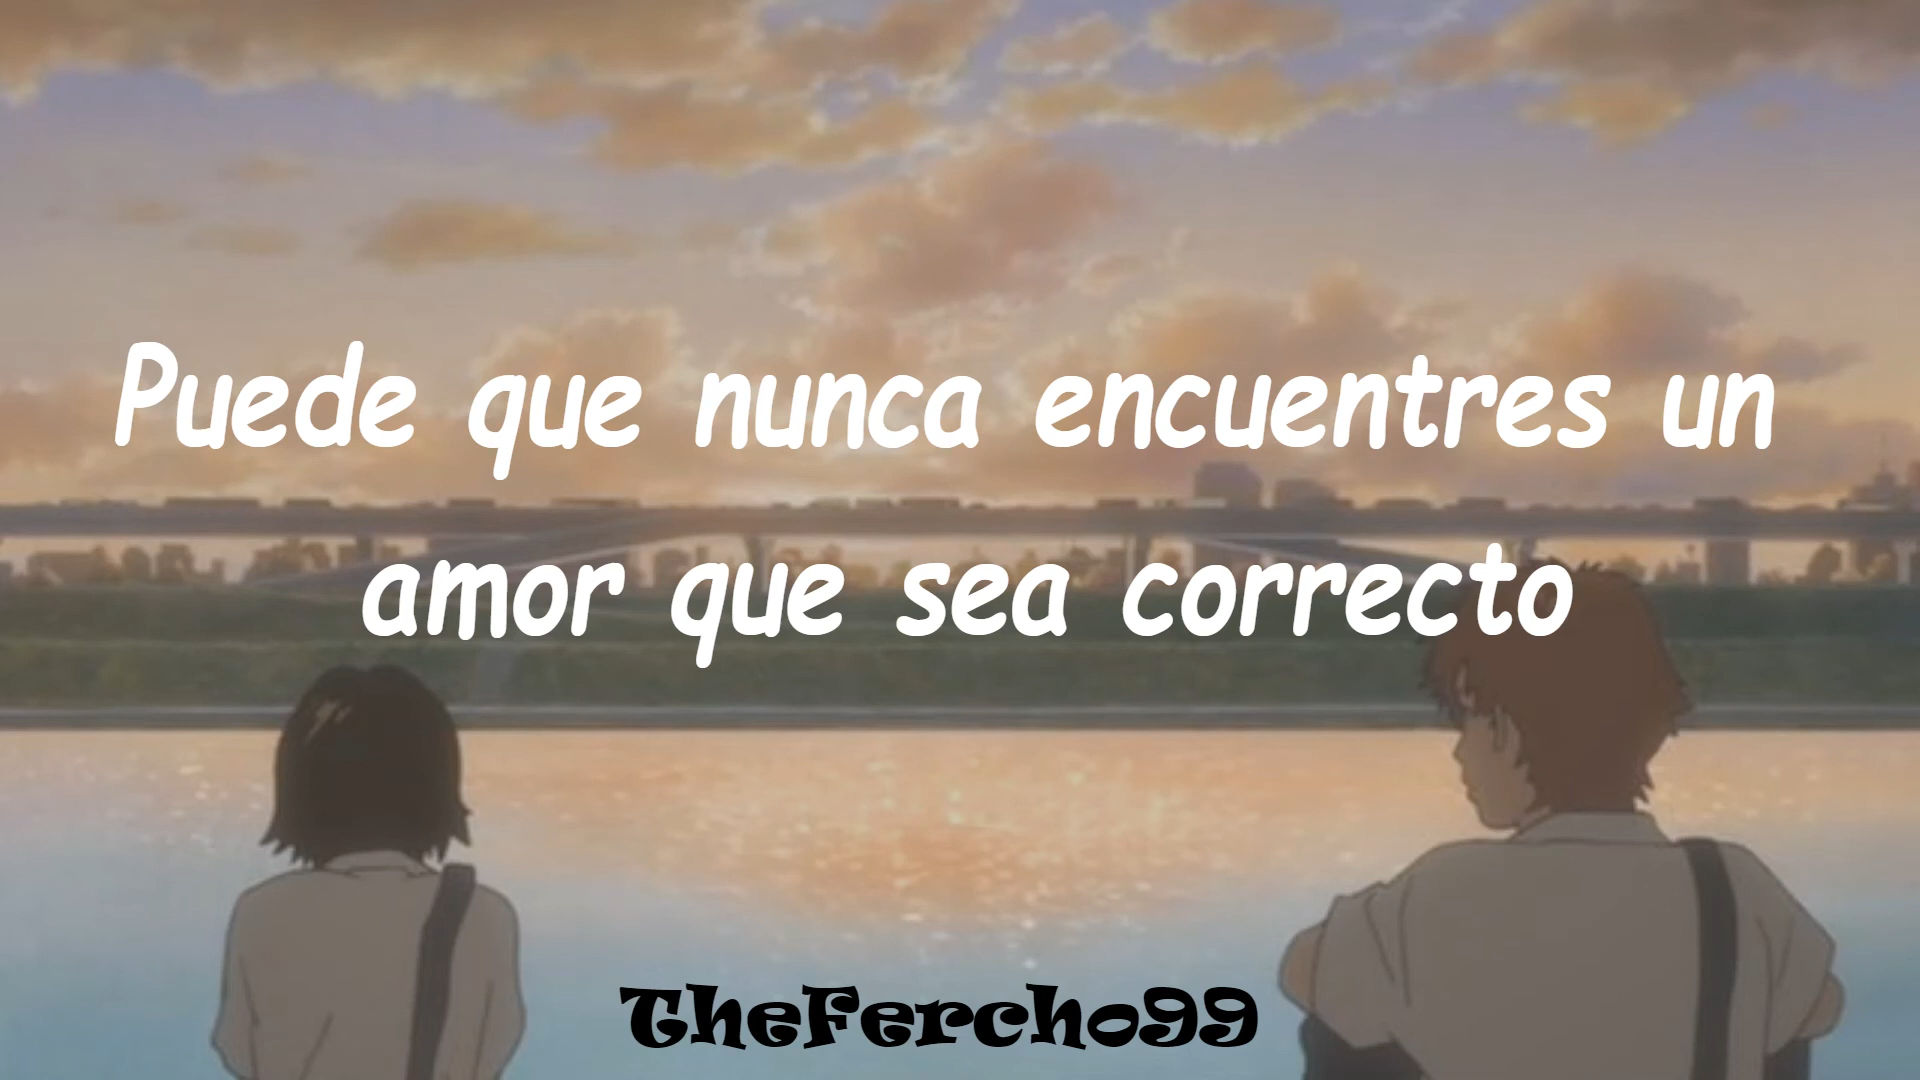 Puede que nunca encuentres un
amor que sea correcto
TheFercho99